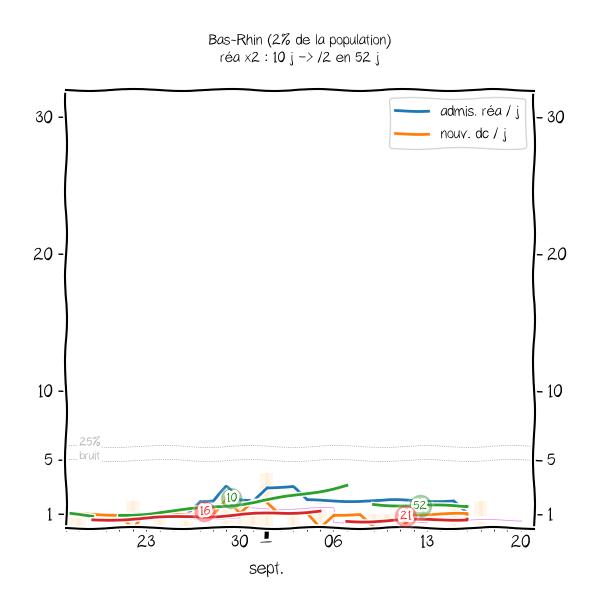 Bas-Rhin (2% de la population)
réa x2 : 10 j -> /2 en 52 j
admis. réa / j
nouv. dc / j
30 30
20 20
10 10
25%
bruit
5 5
10
52
16
21
1 1
23 30 06 13 20
sept.